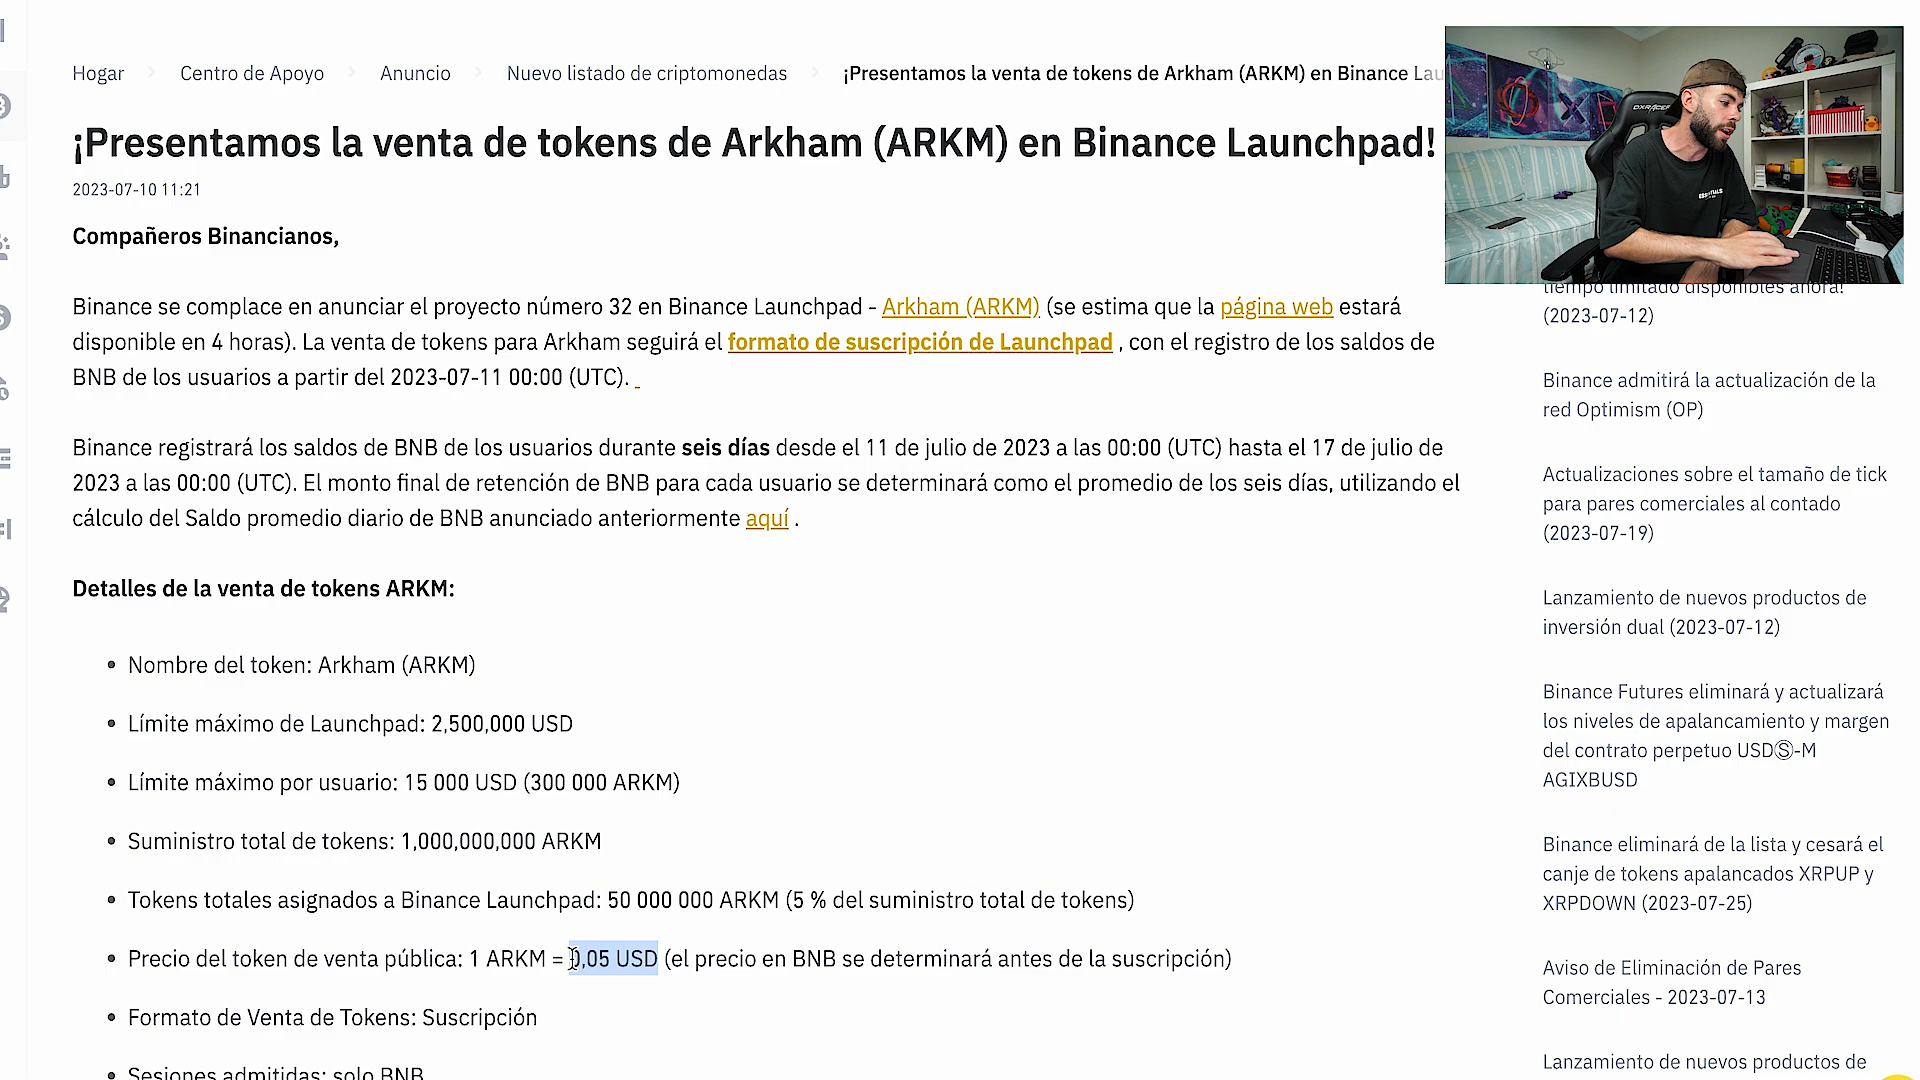 Hogar
Centro de Apoyo
Anuncio
Nuevo listado de criptomonedas
¡Presentamos la venta de tokens de Arkham (ARKM) en Binance Lau
¡Presentamos la venta de tokens de Arkham (ARKM) en Binance Launchpad!
2023-07-10 11:21
Compañeros Binancianos,
Binance se complace en anunciar el proyecto número 32 en Binance Launchpad - Arkham (ARKM) (se estima que la página web estará
disponible en 4 horas). La venta de tokens para Arkham seguirá el formato de suscripción de Launchpad , con el registro de los saldos de
BNB de los usuarios a partir del 2023-07-11 00:00 (UTC).
Binance registrará los saldos de BNB de los usuarios durante seis días desde el 11 de julio de 2023 a las 00:00 (UTC) hasta el 17 de julio de
2023 a las 00:00 (UTC). El monto final de retención de BNB para cada usuario se determinará como el promedio de los seis días, utilizando el
cálculo del Saldo promedio diario de BNB anunciado anteriormente aquí .
Detalles de la venta de tokens ARKM:
• Nombre del token: Arkham (ARKM)
• Límite máximo de Launchpad: 2,500,000 USD
• Límite máximo por usuario: 15 000 USD (300 000 ARKM)
• Suministro total de tokens: 1,000,000,000 ARKM
• Tokens totales asignados a Binance Launchpad: 50 000 000 ARKM (5 % del suministro total de tokens)
• Precio del token de venta pública: 1 ARKM = 0,05 USD (el precio en BNB se determinará antes de la suscripción)
• Formato de Venta de Tokens: Suscripción
• Sesiones admitidas: solo BNB
DXRACER
ESSENTIALS
tiempo limitado disponibles ahora!
(2023-07-12)
Binance admitirá la actualización de la
red Optimism (OP)
Actualizaciones sobre el tamaño de tick
para pares comerciales al contado
(2023-07-19)
Lanzamiento de nuevos productos de
inversión dual (2023-07-12)
Binance Futures eliminará y actualizará
los niveles de apalancamiento y margen
del contrato perpetuo USDⓈ-M
AGIXBUSD
Binance eliminará de la lista y cesará el
canje de tokens apalancados XRPUP y
XRPDOWN (2023-07-25)
Aviso de Eliminación de Pares
Comerciales - 2023-07-13
Lanzamiento de nuevos productos de